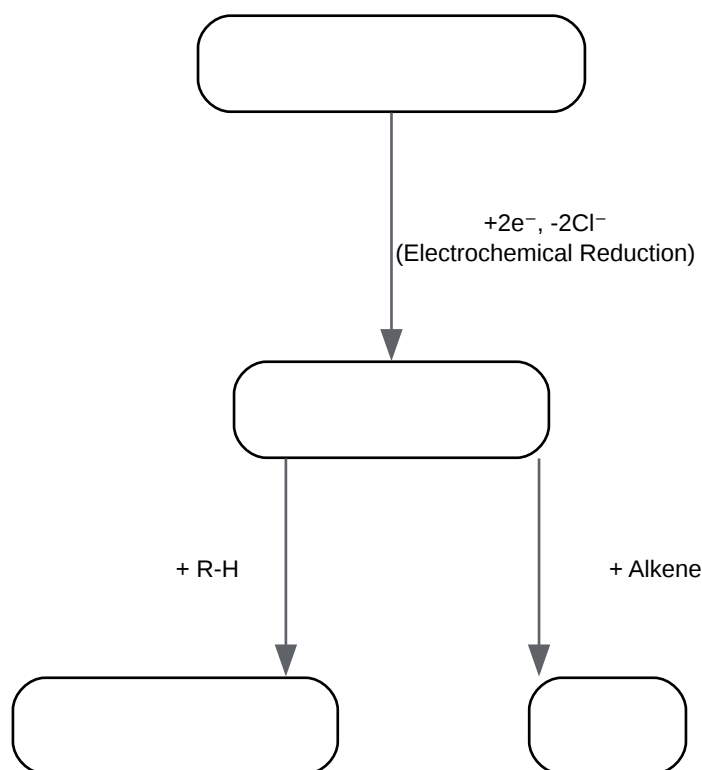 +2e⁻, -2Cl⁻
(Electrochemical Reduction)
+ R-H
+ Alkene